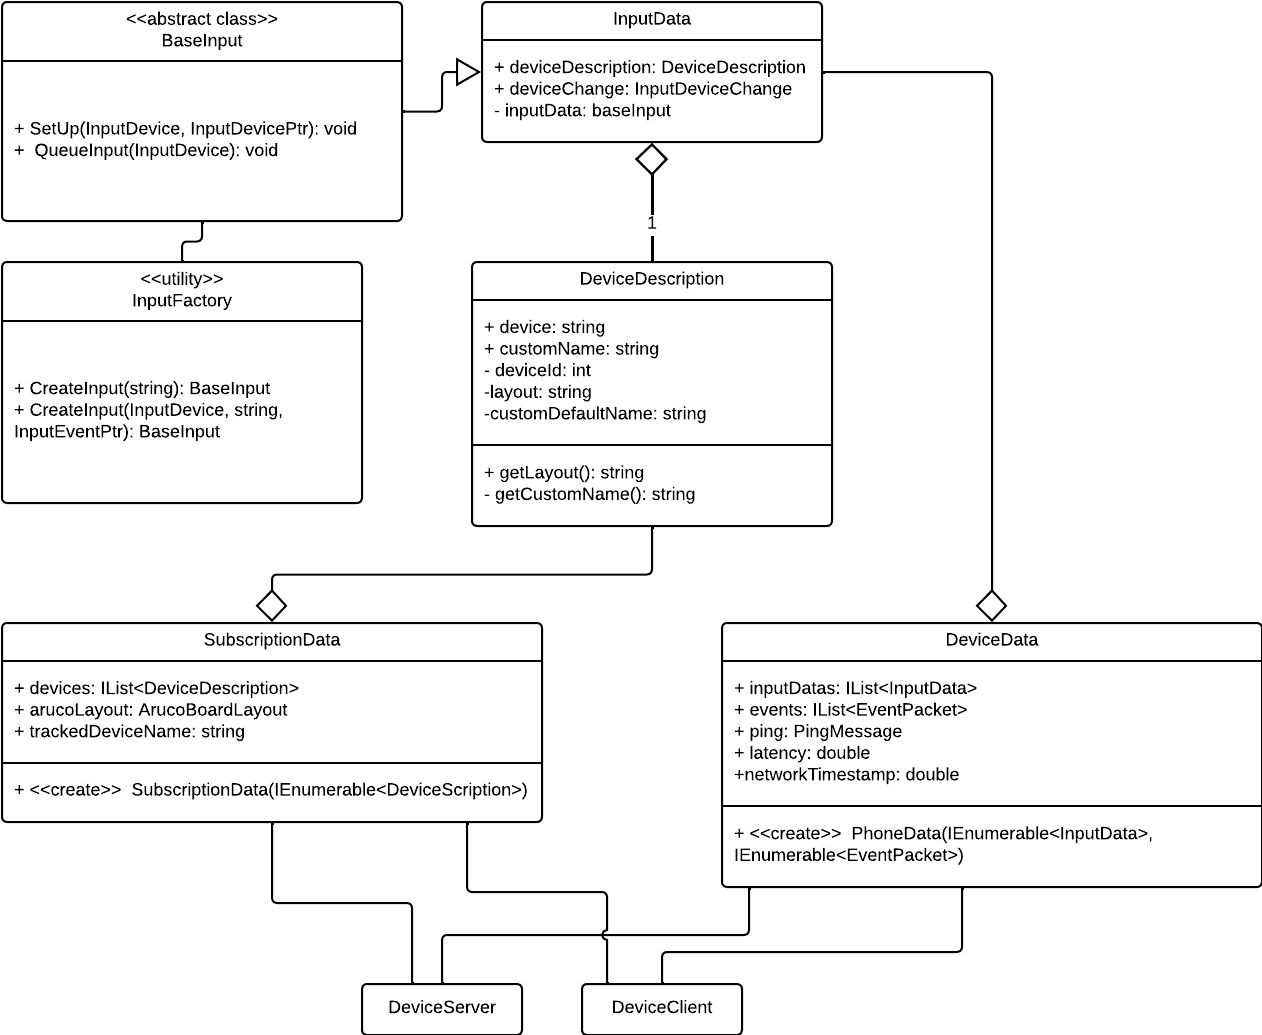 <<abstract class>>
BaseInput
+ SetUp(InputDevice, InputDevicePtr): void
+  QueueInput(InputDevice): void
InputData
+ deviceDescription: DeviceDescription
+ deviceChange: InputDeviceChange
- inputData: baseInput
1
<<utility>>
InputFactory
+ CreateInput(string): BaseInput
+ CreateInput(InputDevice, string,
InputEventPtr): BaseInput
DeviceDescription
+ device: string
+ customName: string
- deviceId: int
-layout: string
-customDefaultName: string
+ getLayout(): string
- getCustomName(): string
SubscriptionData
+ devices: IList<DeviceDescription>
+ arucoLayout: ArucoBoardLayout
+ trackedDeviceName: string
+ <<create>>  SubscriptionData(IEnumerable<DeviceScription>)
DeviceData
+ inputDatas: IList<InputData>
+ events: IList<EventPacket>
+ ping: PingMessage
+ latency: double
+networkTimestamp: double
+ <<create>>  PhoneData(IEnumerable<InputData>,
IEnumerable<EventPacket>)
DeviceServer
DeviceClient